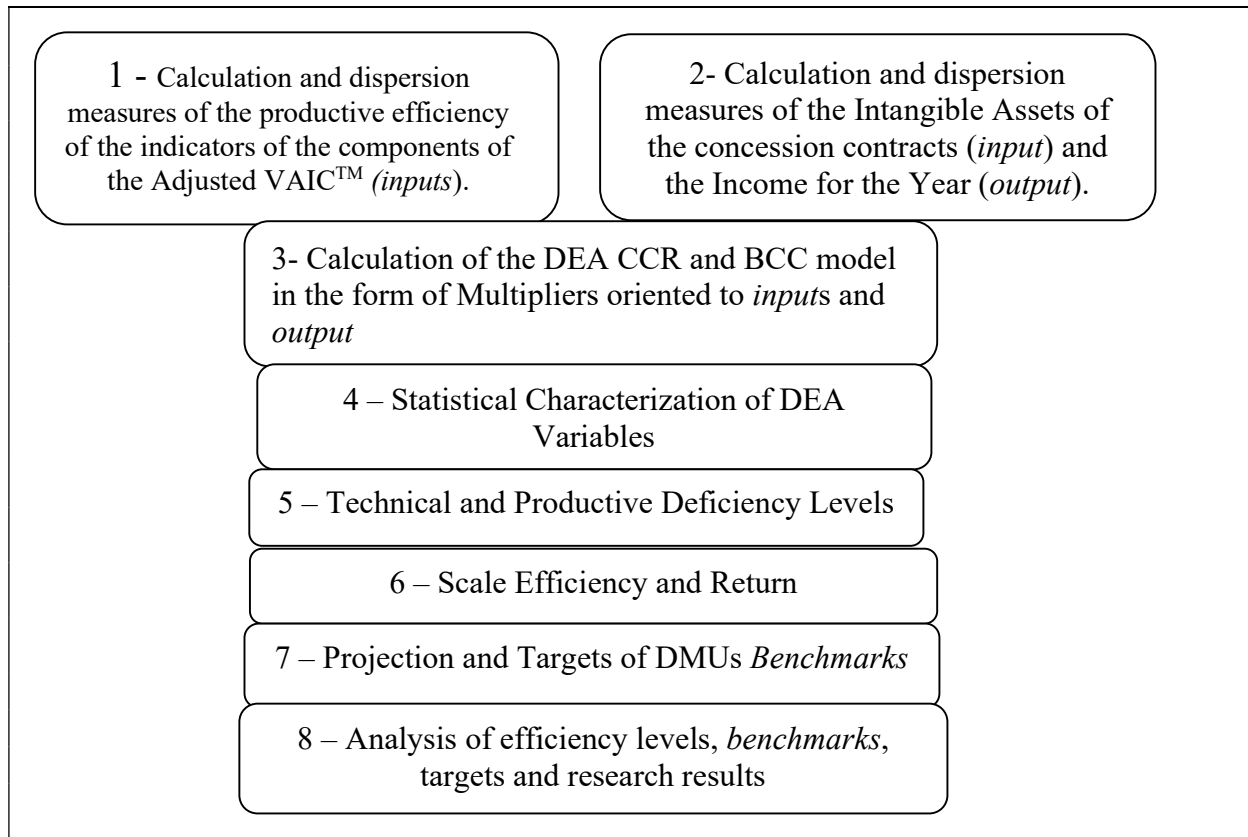 1 - Calculation and dispersion
measures of the productive efficiency
of the indicators of the components of
the Adjusted VAIC™ (inputs).
2- Calculation and dispersion
measures of the Intangible Assets of
the concession contracts (input) and
the Income for the Year (output).
3- Calculation of the DEA CCR and BCC model
in the form of Multipliers oriented to inputs and
output
4 – Statistical Characterization of DEA
Variables
5 – Technical and Productive Deficiency Levels
6 – Scale Efficiency and Return
7 – Projection and Targets of DMUs Benchmarks
8 – Analysis of efficiency levels, benchmarks,
targets and research results